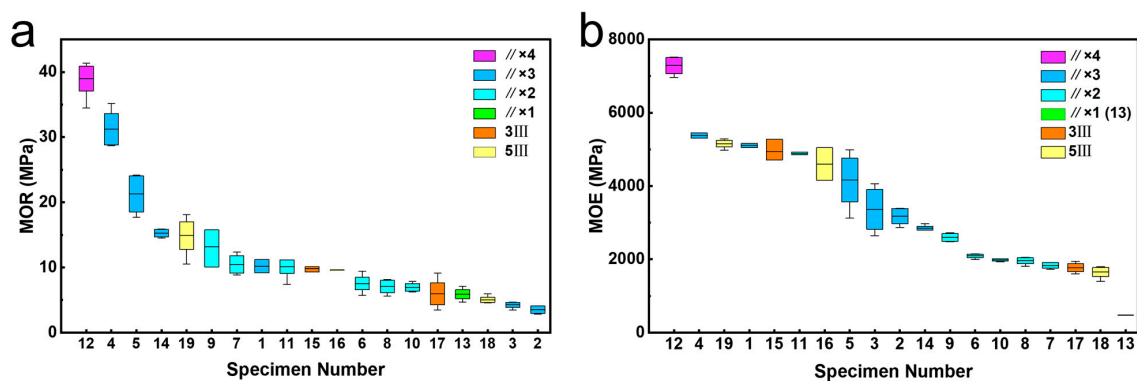 a
MOR (MPa)
40
30
20
10
0
12 4 5 14 19 9 7 1 11 15 16 6 8 10 17 13 18 3 2
Specimen Number
//×4
//×3
//×2
//×1
3III
5III
b
MOE (MPa)
8000
6000
4000
2000
0
12 4 19 1 15 11 16 5 3 2 14 9 6 10 8 7 17 18 13
Specimen Number
//×4
//×3
//×2
//×1 (13)
3III
5III